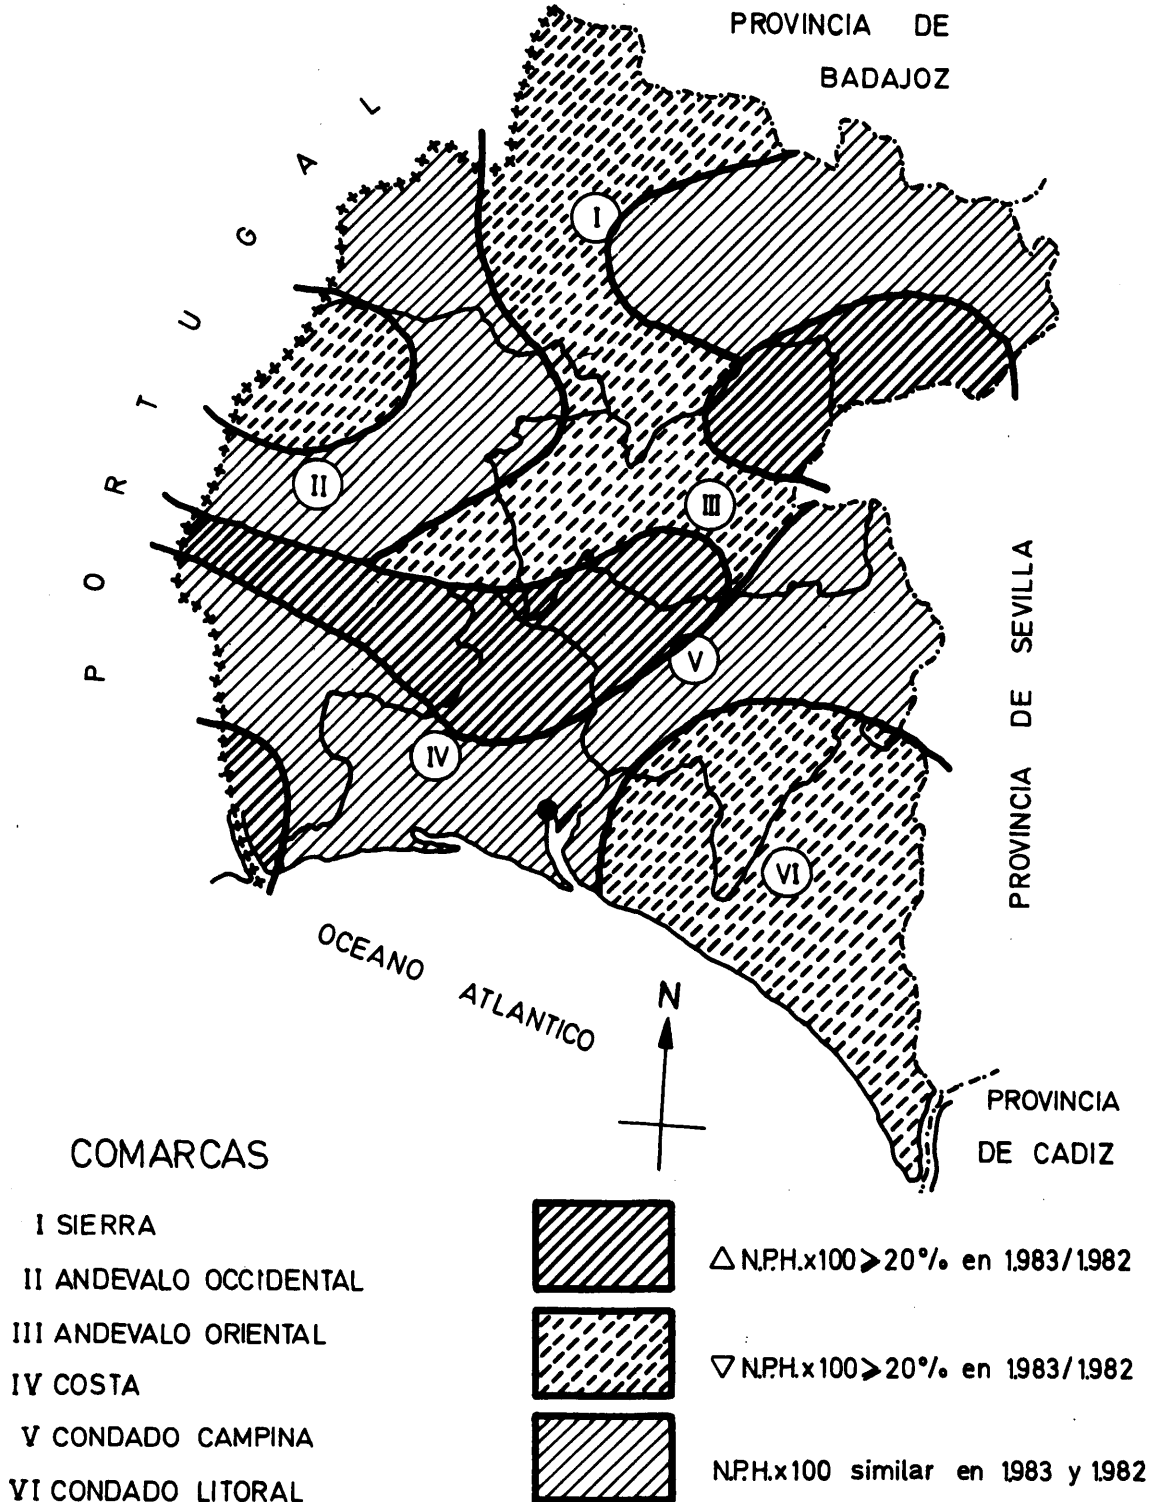 PROVINCIA DE
BADAJOZ
PORTUGAL
I
II
III
IV
V
VI
PROVINCIA DE SEVILLA
OCEANO ATLANTICO
N
PROVINCIA
DE CADIZ
COMARCAS
I SIERRA
II ANDEVALO OCCIDENTAL
III ANDEVALO ORIENTAL
IV COSTA
V CONDADO CAMPINA
VI CONDADO LITORAL
△ N.P.H.x100⩾20% en 1.983/1.982
▽ N.P.H.x100⩾20% en 1.983/1.982
N.P.H.x100 similar en 1.983 y 1.982